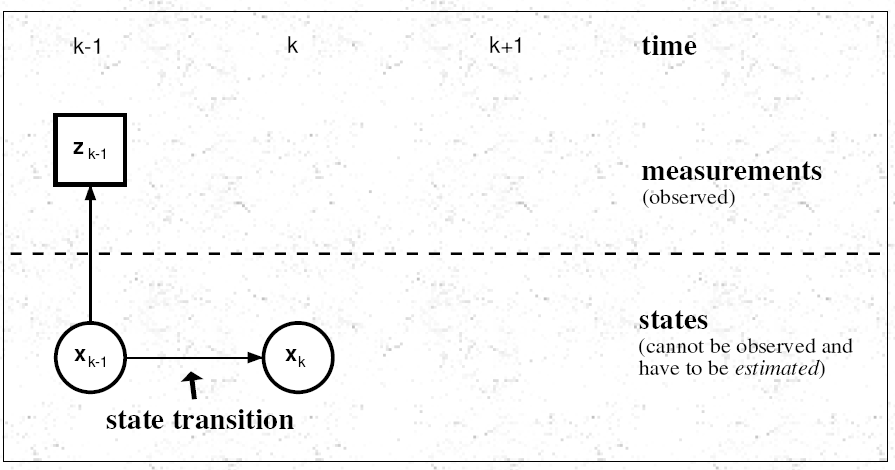 k-1 k k+1 time
z k-1
measurements
(observed)
states
x k-1 x k
(cannot be observed and
have to be estimated)
state transition